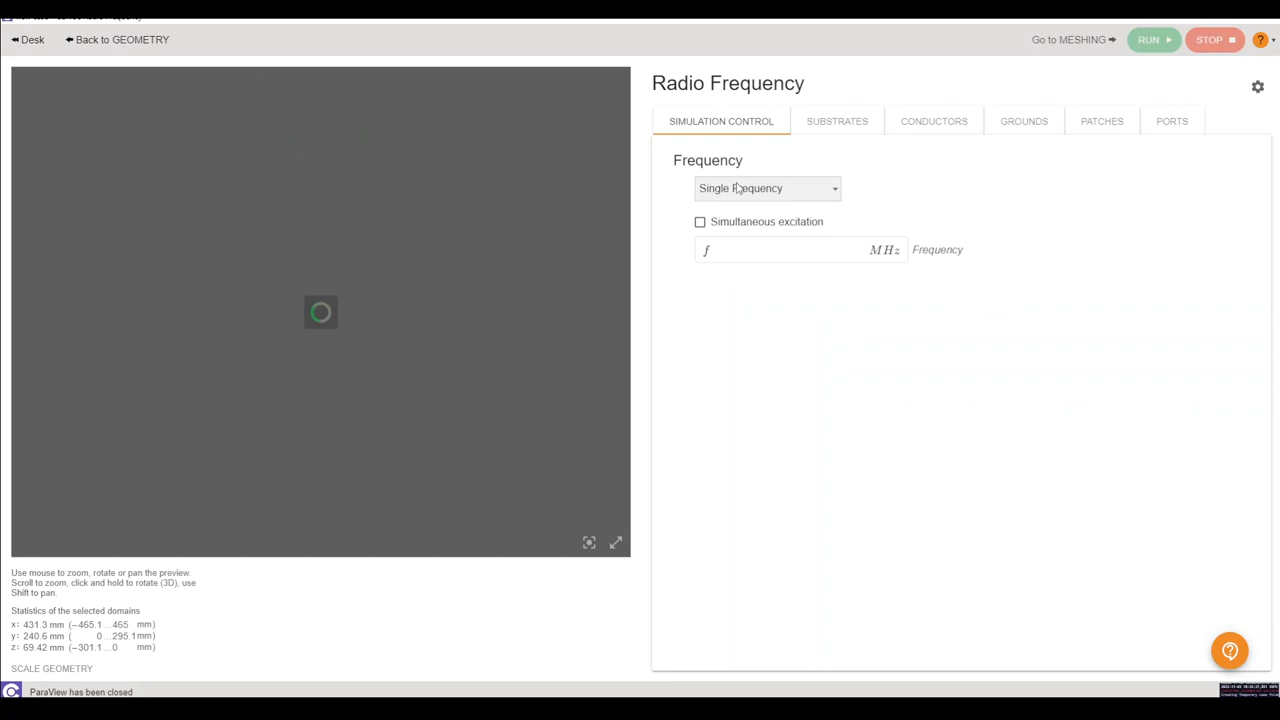 Desk
Back to GEOMETRY
Go to MESHING
RUN
STOP
?
Radio Frequency
SIMULATION CONTROL
SUBSTRATES
CONDUCTORS
GROUNDS
PATCHES
PORTS
Frequency
Single Frequency
Simultaneous excitation
f MHz Frequency
Use mouse to zoom, rotate or pan the preview.
Scroll to zoom, click and hold to rotate (3D), use
Shift to pan.
Statistics of the selected domains
x: 431.3 mm (−465.1...465 mm)
y: 240.6 mm ( 0...295.1mm)
z: 69.42 mm (−301.1...0 mm)
SCALE GEOMETRY
ParaView has been closed